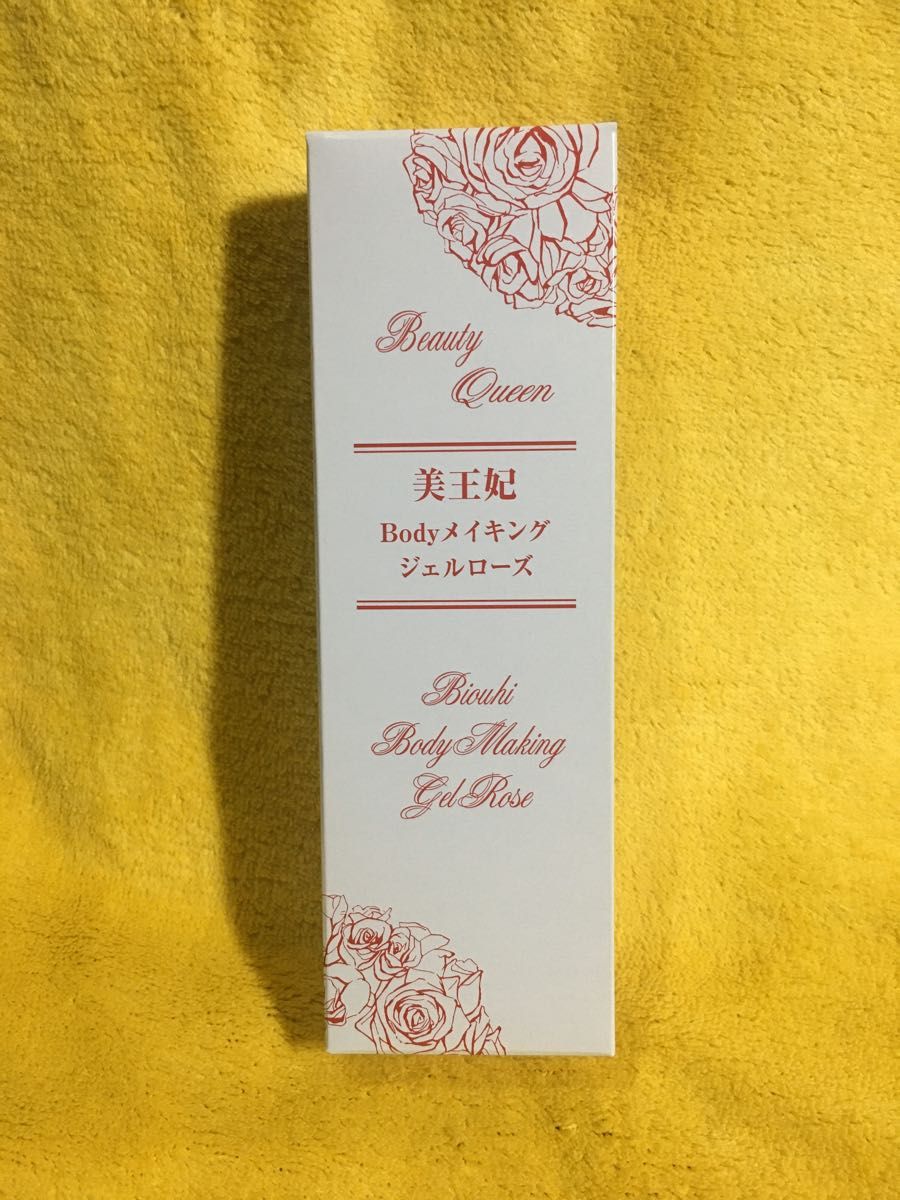 Beauty
Queen
美王妃
Bodyメイキング
ジェルローズ
Biouhi
Body Making
Gel Rose